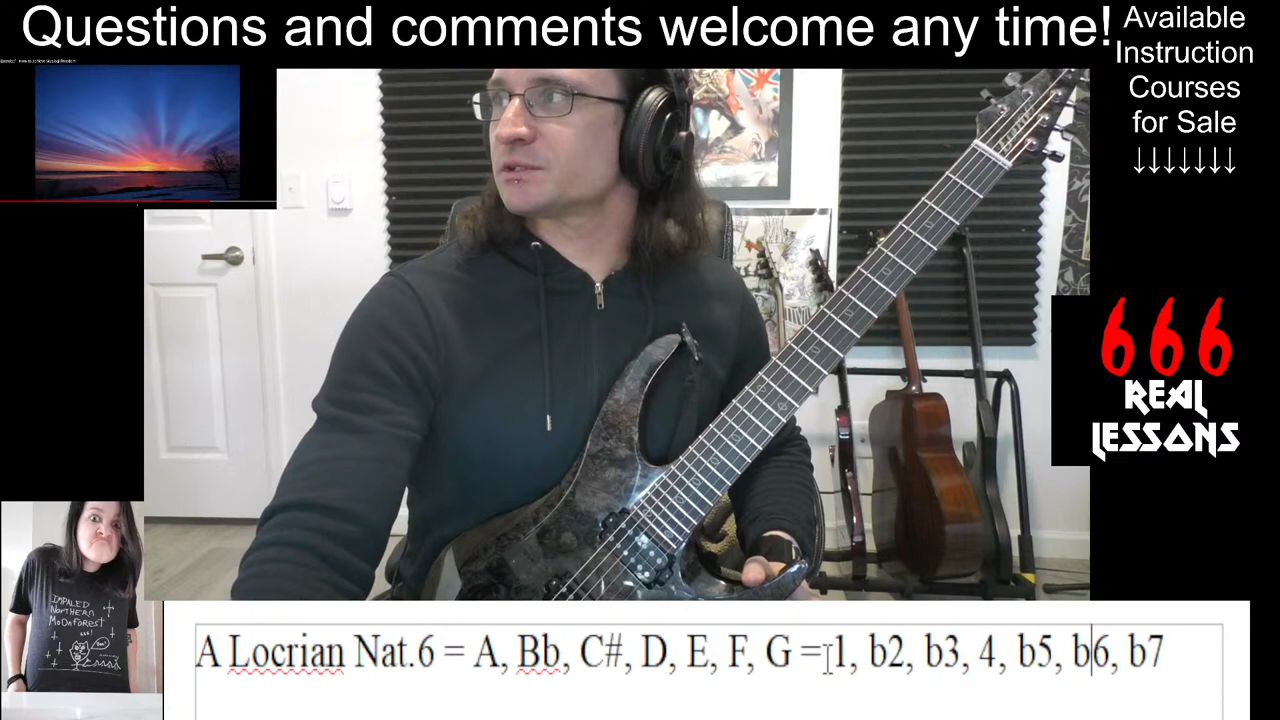 Questions and comments welcome any time!
Available
Instruction
Courses
for Sale
↓↓↓↓↓↓↓
666
REAL
LESSONS
IMPALED
NORTHERN
MOONFOREST
A Locrian Nat.6 = A, Bb, C#, D, E, F, G = 1, b2, b3, 4, b5, b6, b7